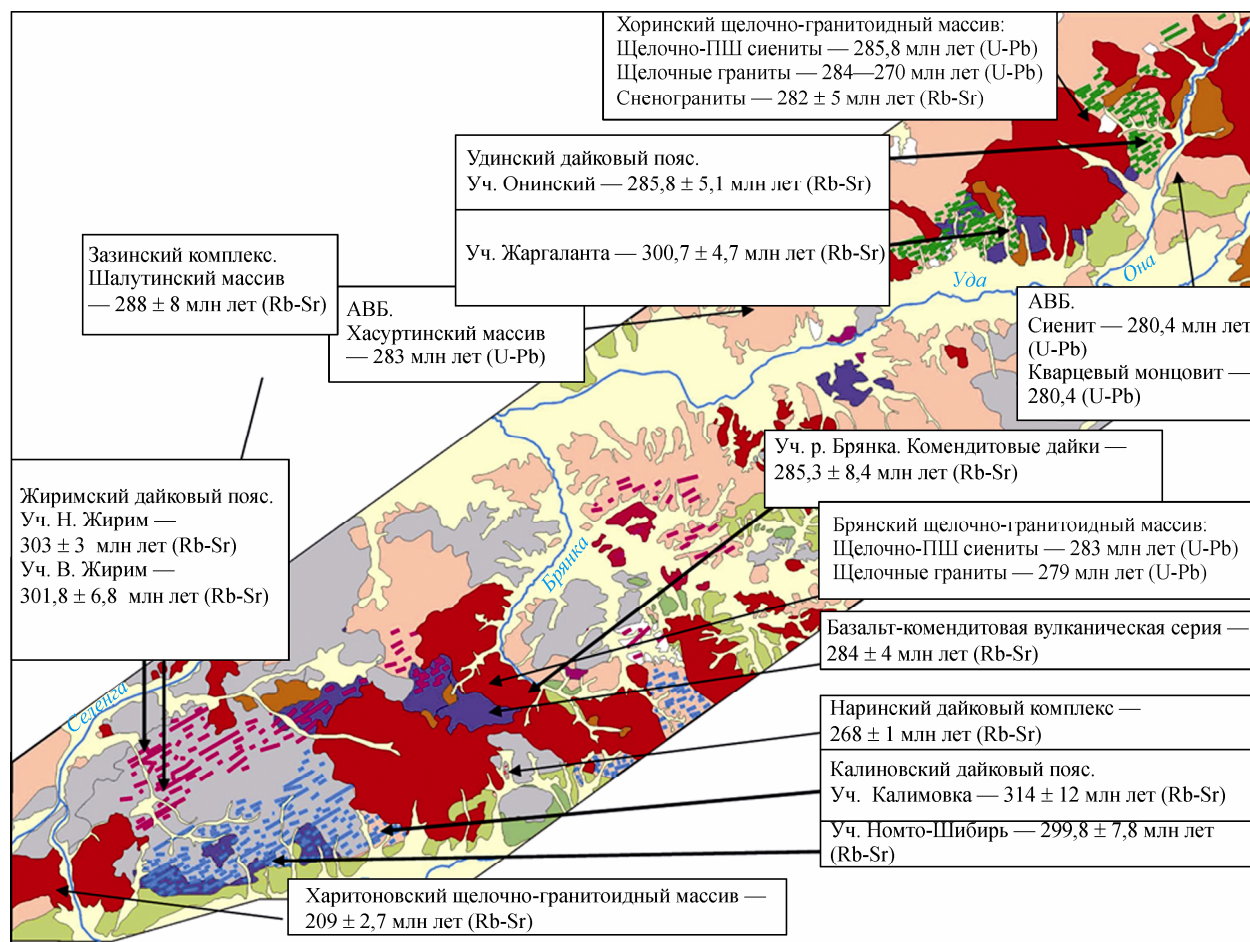 Хоринский щелочно-гранитоидный массив:
Щелочно-ПШ сиениты — 285,8 млн лет (U-Pb)
Щелочные граниты — 284—270 млн лет (U-Pb)
Сненограниты — 282 ± 5 млн лет (Rb-Sr)
Удинский дайковый пояс.
Уч. Онинский — 285,8 ± 5,1 млн лет (Rb-Sr)
Уч. Жаргаланта — 300,7 ± 4,7 млн лет (Rb-Sr)
Зазинский комплекс.
Шалутинский массив
— 288 ± 8 млн лет (Rb-Sr)
АВБ.
Хасуртинский массив
— 283 млн лет (U-Pb)
Уда
Она
АВБ.
Сиенит — 280,4 млн лет
(U-Pb)
Кварцевый монцовит —
280,4 (U-Pb)
Уч. р. Брянка. Комендитовые дайки —
285,3 ± 8,4 млн лет (Rb-Sr)
Жиримский дайковый пояс.
Уч. Н. Жирим —
303 ± 3 млн лет (Rb-Sr)
Уч. В. Жирим —
301,8 ± 6,8 млн лет (Rb-Sr)
Брянский щелочно-гранитоидный массив:
Щелочно-ПШ сиениты — 283 млн лет (U-Pb)
Щелочные граниты — 279 млн лет (U-Pb)
Брянка
Базальт-комендитовая вулканическая серия —
284 ± 4 млн лет (Rb-Sr)
Селенга
Наринский дайковый комплекс —
268 ± 1 млн лет (Rb-Sr)
Калиновский дайковый пояс.
Уч. Калимовка — 314 ± 12 млн лет (Rb-Sr)
Уч. Номто-Шибирь — 299,8 ± 7,8 млн лет
(Rb-Sr)
Харитоновский щелочно-гранитоидный массив —
209 ± 2,7 млн лет (Rb-Sr)